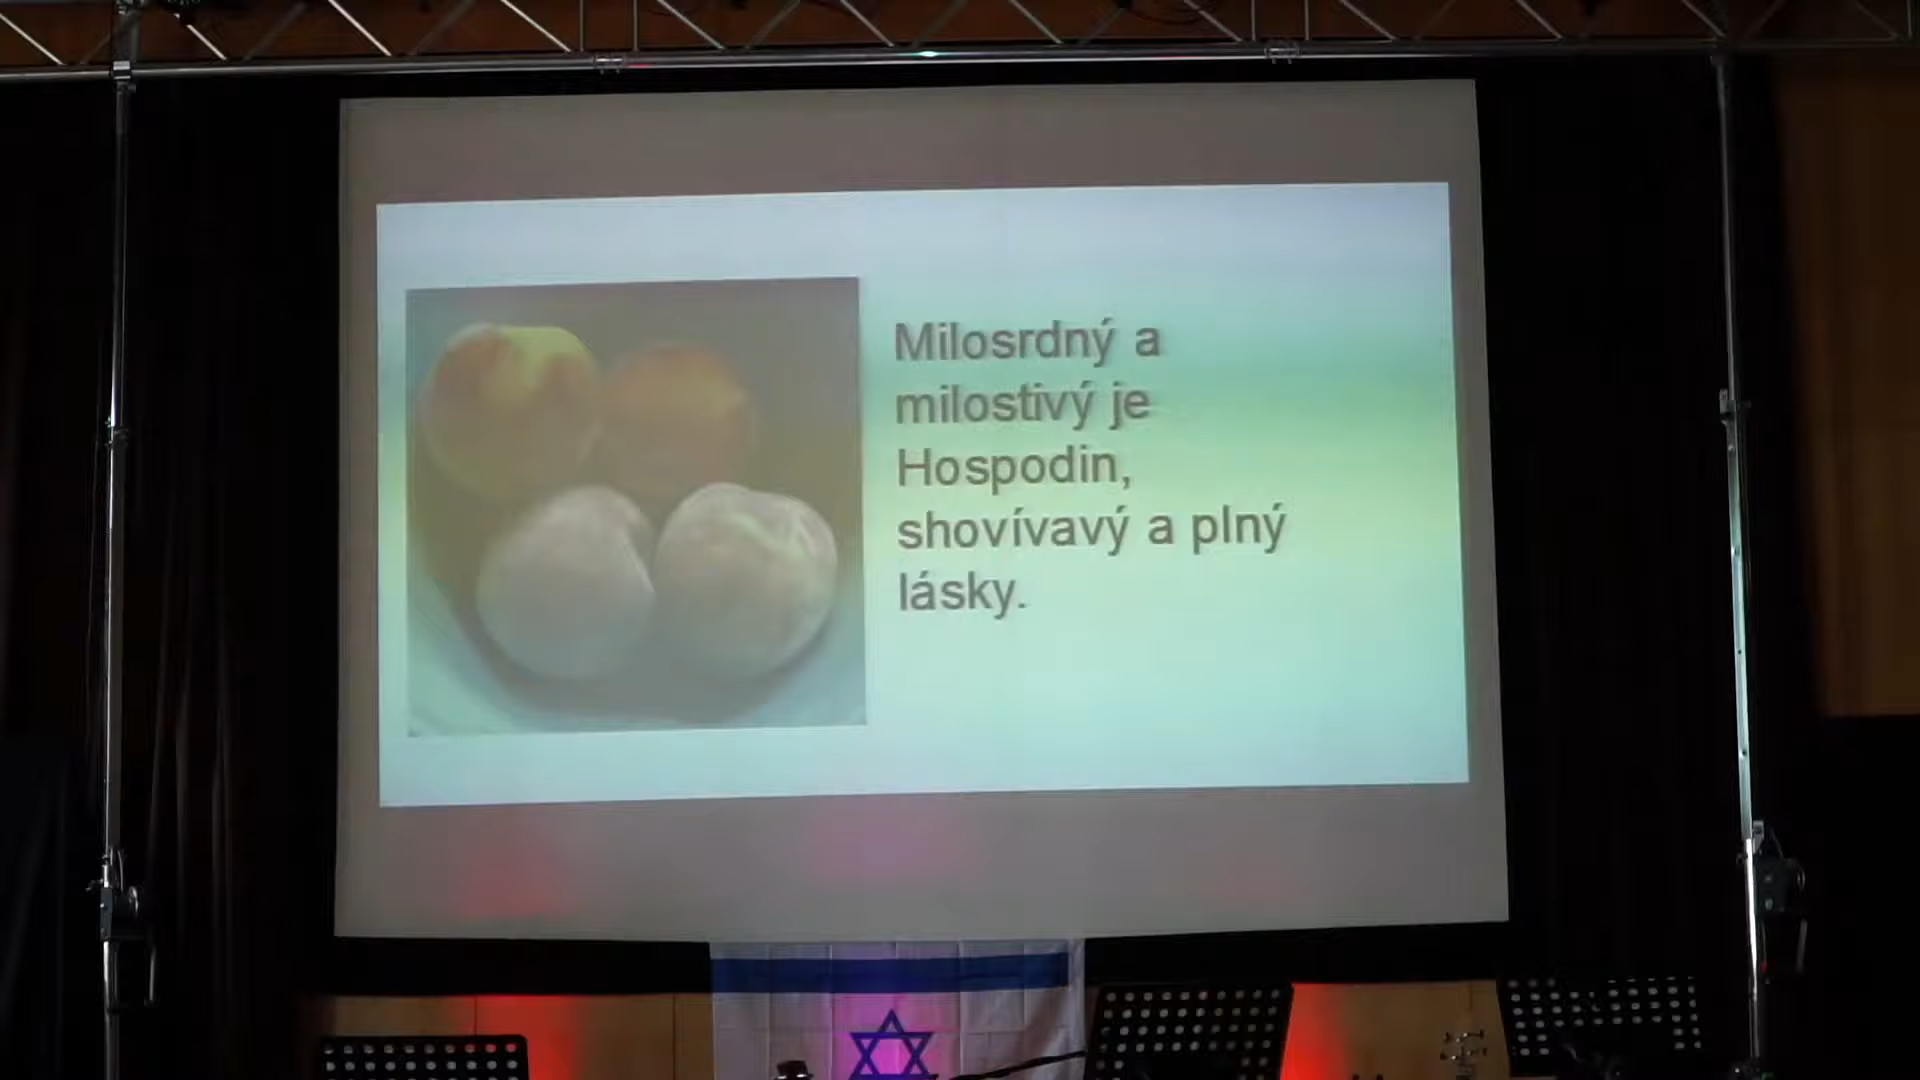 Milosrdný a
milostivý je
Hospodin,
shovívavý a plný
lásky.